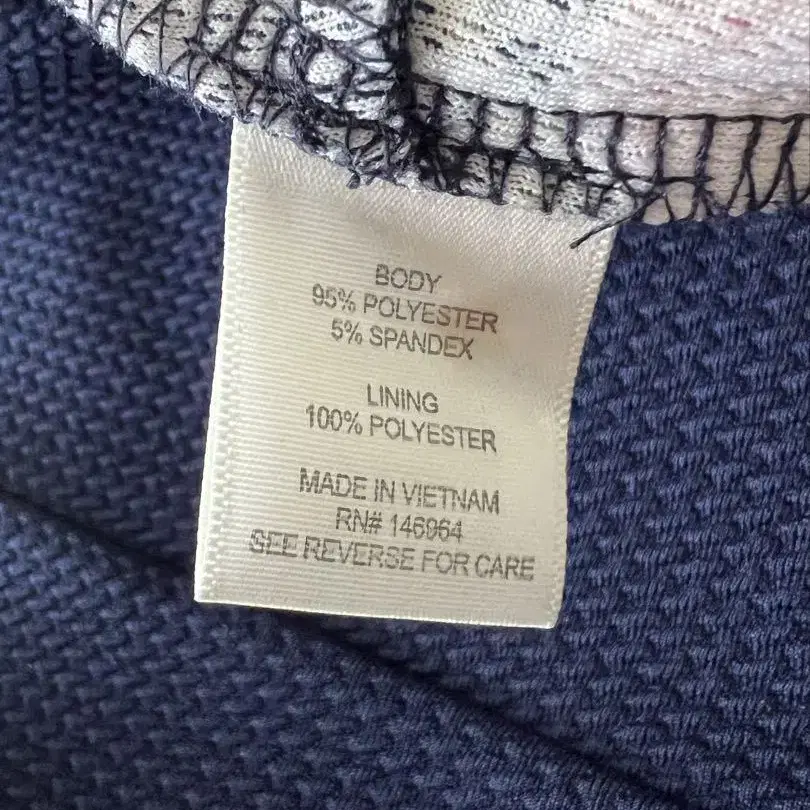 BODY
95% POLYESTER
5% SPANDEX
LINING
100% POLYESTER
MADE IN VIETNAM
RN# 146964
SEE REVERSE FOR CARE